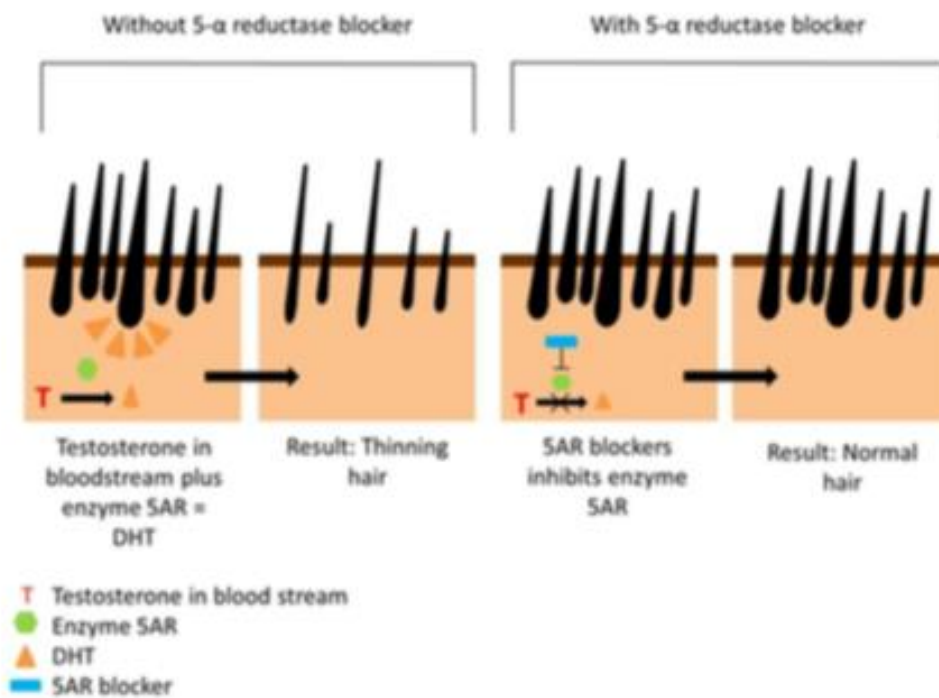 Without 5-α reductase blocker
With 5-α reductase blocker
T
T
Testosterone in
bloodstream plus
enzyme 5AR =
DHT
Result: Thinning
hair
5AR blockers
inhibits enzyme
5AR
Result: Normal
hair
T Testosterone in blood stream
Enzyme 5AR
DHT
5AR blocker